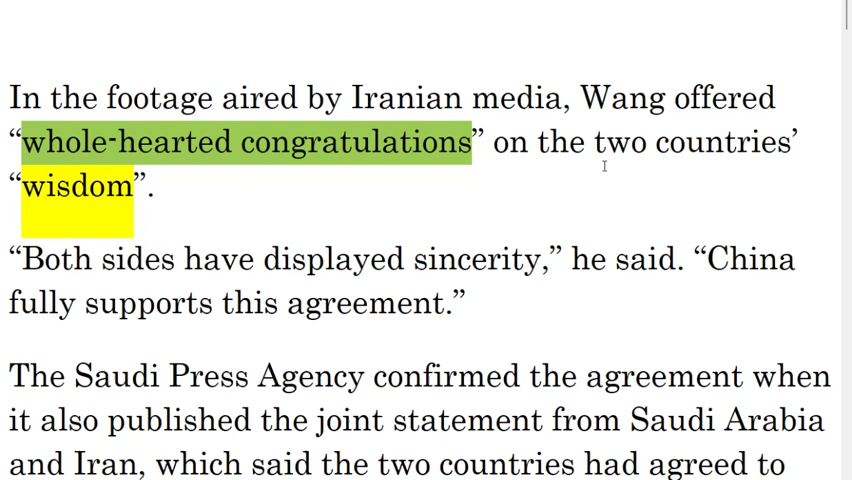 In the footage aired by Iranian media, Wang offered
“whole-hearted congratulations” on the two countries’
“wisdom”.
“Both sides have displayed sincerity,” he said. “China
fully supports this agreement.”
The Saudi Press Agency confirmed the agreement when
it also published the joint statement from Saudi Arabia
and Iran, which said the two countries had agreed to